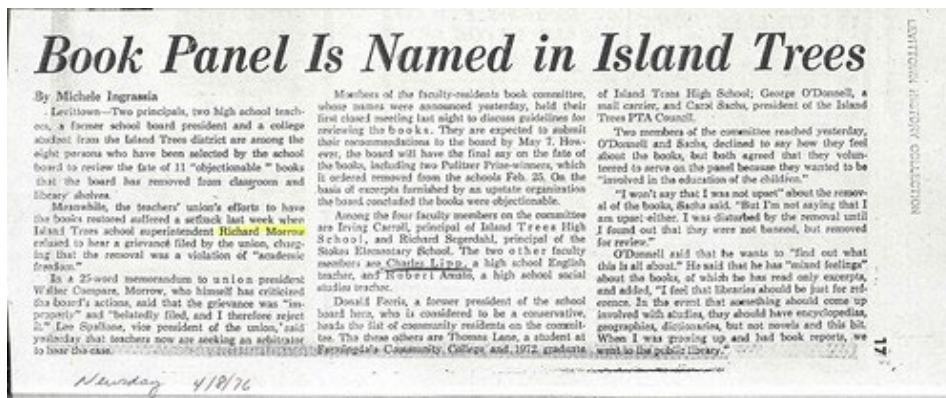 Book Panel Is Named in Island Trees
By Michele Ingrassia
Levittown—Two principals, two high school teach-
ers, a former school board president and a college
student from the Island Trees district are among the
eight persons who have been selected by the school
board to review the fate of 11 "objectionable" books
that the board has removed from classroom and
library shelves.
Meanwhile, the teachers' union's efforts to have
the books restored suffered a setback last week when
Island Trees school superintendent Richard Morrow
refused to hear a grievance filed by the union, charg-
ing that the removal was a violation of "academic
freedom."
In a 25-word memorandum to union president
Walter Compare, Morrow, who himself has criticized
the board's actions, said that the grievance was "im-
properly" and "belatedly filed, and I therefore reject
it." Leo Spallone, vice president of the union, said
yesterday that teachers now are seeking an arbitrator
to hear the case.
Members of the faculty-residents book committee,
whose names were announced yesterday, held their
first closed meeting last night to discuss guidelines for
reviewing the books. They are expected to submit
their recommendations to the board by May 7. How-
ever, the board will have the final say on the fate of
the books, including two Pulitzer Prize-winners, which
it ordered removed from the schools Feb. 25. On the
basis of excerpts furnished by an upstate organization
the board concluded the books were objectionable.
Among the four faculty members on the committee
are Irving Carroll, principal of Island Trees High
School, and Richard Segerdahl, principal of the
Stokes Elementary School. The two other faculty
members are Charles Lipp, a high school English
teacher, and Robert Amato, a high school social
studies teacher.
Donald Ferris, a former president of the school
board here, who is considered to be a conservative,
heads the list of community residents on the commit-
tee. The three others are Thomas Lane, a student at
Farmingdale Community College and 1972 graduate
of Island Trees High School; George O'Donnell, a
mail carrier, and Carol Sachs, president of the Island
Trees PTA Council.
Two members of the committee reached yesterday,
O'Donnell and Sachs, declined to say how they feel
about the books, but both agreed that they volun-
teered to serve on the panel because they wanted to be
"involved in the education of the children."
"I won't say that I was not upset" about the remov-
al of the books, Sachs said. "But I'm not saying that I
am upset either. I was disturbed by the removal until
I found out that they were not banned, but removed
for review."
O'Donnell said that he wants to "find out what
this is all about." He said that he has "mixed feelings"
about the books, of which he has read only excerpts,
and added, "I feel that libraries should be just for ref-
erence. In the event that something should come up
involved with studies, they should have encyclopedias,
geographies, dictionaries, but not novels and this bit.
When I was growing up and had book reports, we
went to the public library."
LEVITTOWN HISTORY COLLECTION
17
Newsday 4/8/76